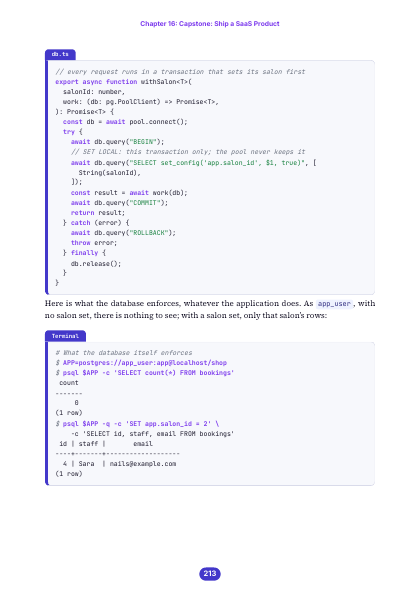 Chapter 16: Capstone: Ship a SaaS Product
db.ts
// every request runs in a transaction that sets its salon first
export async function withSalon<T>(
  salonId: number,
  work: (db: pg.PoolClient) => Promise<T>,
): Promise<T> {
  const db = await pool.connect();
  try {
    await db.query("BEGIN");
    // SET LOCAL: this transaction only; the pool never keeps it
    await db.query("SELECT set_config('app.salon_id', $1, true)", [
      String(salonId),
    ]);
    const result = await work(db);
    await db.query("COMMIT");
    return result;
  } catch (error) {
    await db.query("ROLLBACK");
    throw error;
  } finally {
    db.release();
  }
}
Here is what the database enforces, whatever the application does. As app_user, with
no salon set, there is nothing to see; with a salon set, only that salon's rows:
Terminal
# What the database itself enforces
$ APP=postgres://app_user:app@localhost/shop
$ psql $APP -c 'SELECT count(*) FROM bookings'
 count
-------
     0
(1 row)
$ psql $APP -q -c 'SET app.salon_id = 2' \
    -c 'SELECT id, staff, email FROM bookings'
 id | staff |       email
----+-------+-------------------
  4 | Sara  | nails@example.com
(1 row)
213